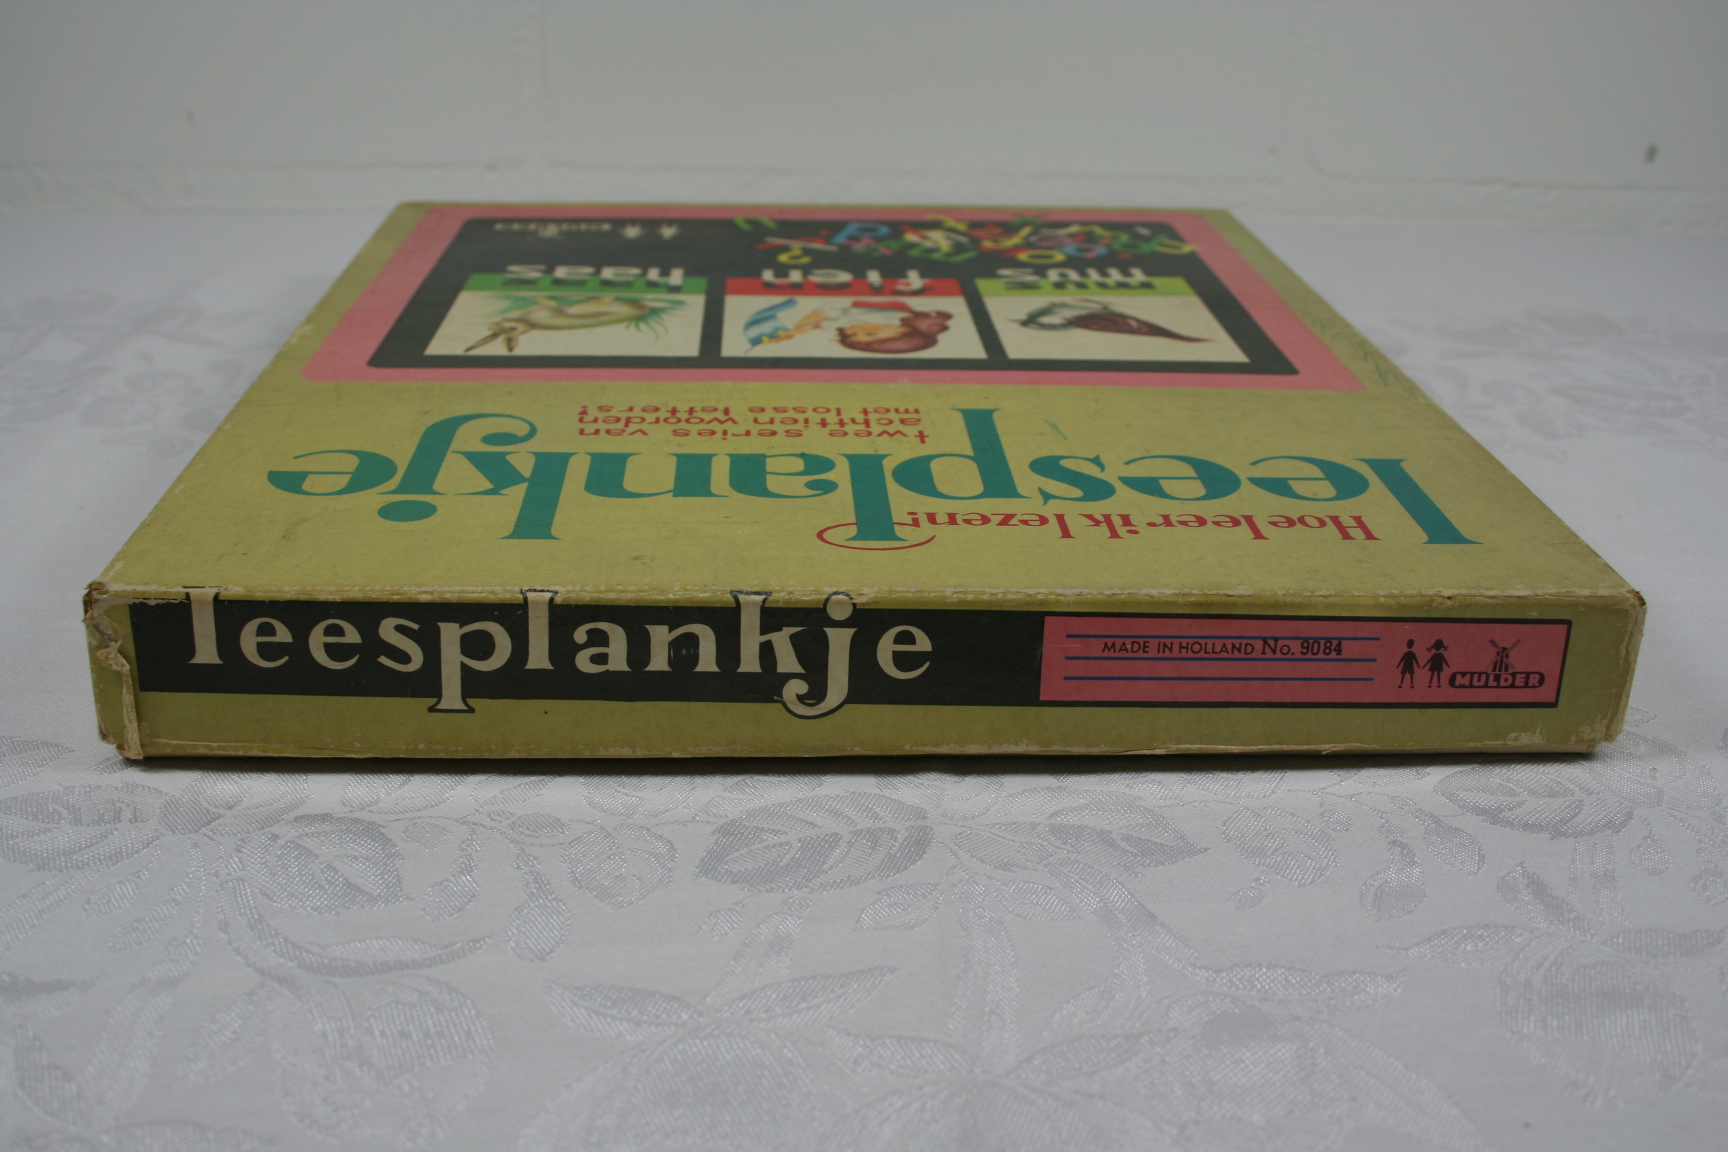 leesplankje
MADE IN HOLLAND No. 9084
MULDER
Hoe leer ik lezen!
leesplankje
twee series van
achttien woorden
met losse letters!
mus
fien
haas